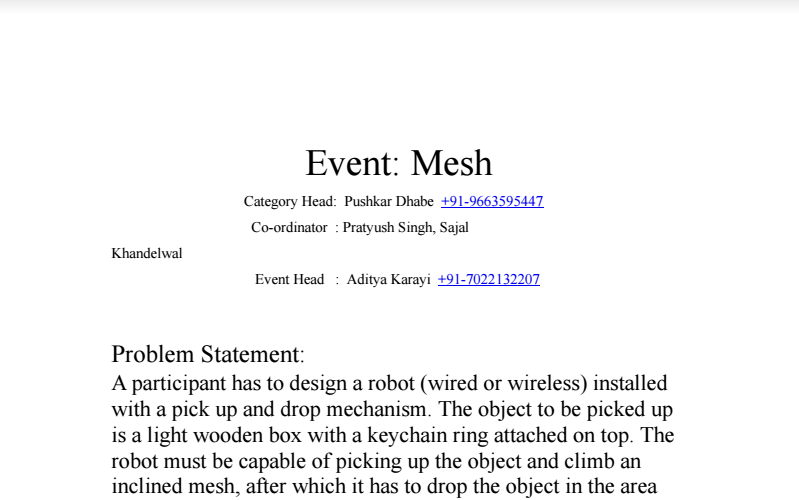 Event: Mesh
Category Head: Pushkar Dhabe +91-9663595447
Co-ordinator : Pratyush Singh, Sajal
Khandelwal
Event Head : Aditya Karayi +91-7022132207
Problem Statement:
A participant has to design a robot (wired or wireless) installed
with a pick up and drop mechanism. The object to be picked up
is a light wooden box with a keychain ring attached on top. The
robot must be capable of picking up the object and climb an
inclined mesh, after which it has to drop the object in the area